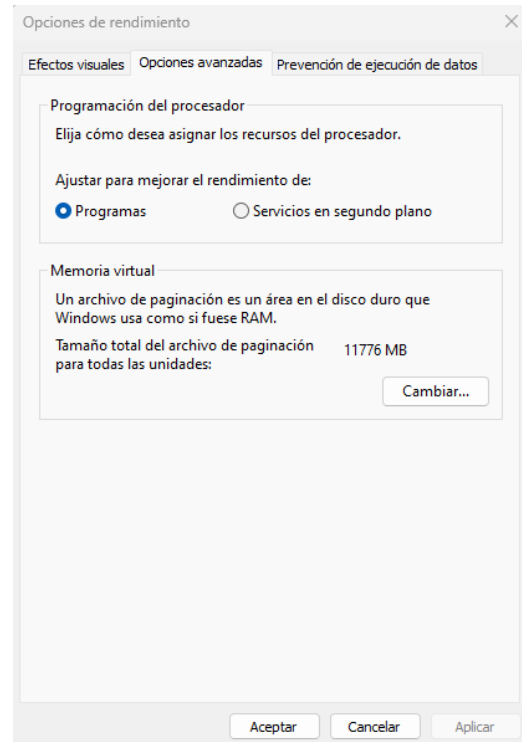 Opciones de rendimiento
Efectos visuales
Opciones avanzadas
Prevención de ejecución de datos
Programación del procesador
Elija cómo desea asignar los recursos del procesador.
Ajustar para mejorar el rendimiento de:
Programas
Servicios en segundo plano
Memoria virtual
Un archivo de paginación es un área en el disco duro que
Windows usa como si fuese RAM.
Tamaño total del archivo de paginación
para todas las unidades:
11776 MB
Cambiar...
Aceptar
Cancelar
Aplicar